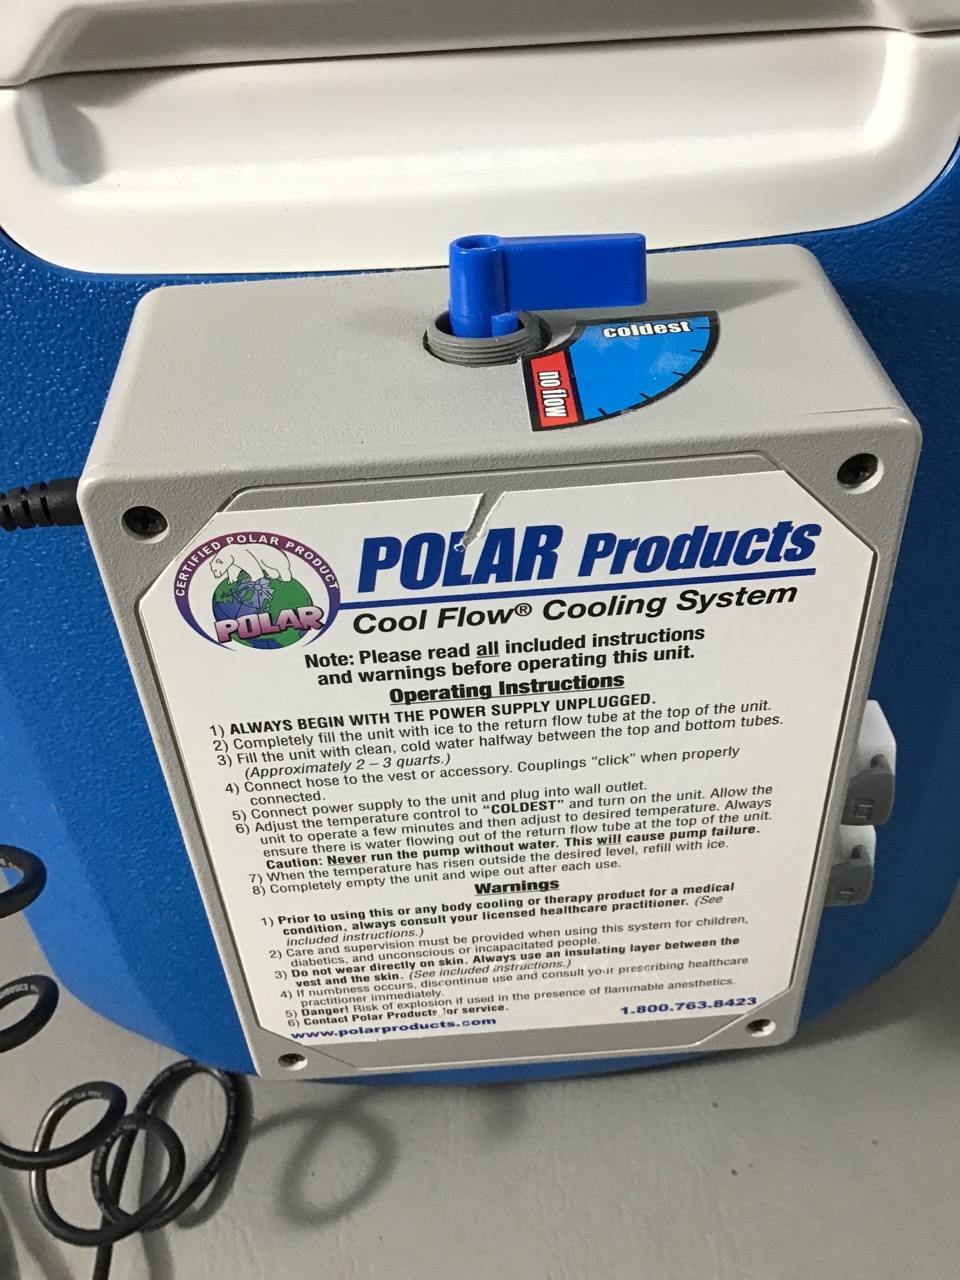 coldest
no flow
CERTIFIED POLAR PRODUCT
POLAR
POLAR Products
Cool Flow® Cooling System
Note: Please read all included instructions
and warnings before operating this unit.
Operating Instructions
1) ALWAYS BEGIN WITH THE POWER SUPPLY UNPLUGGED.
2) Completely fill the unit with ice to the return flow tube at the top of the unit.
3) Fill the unit with clean, cold water halfway between the top and bottom tubes.
(Approximately 2 – 3 quarts.)
4) Connect hose to the vest or accessory. Couplings “click” when properly
connected.
5) Connect power supply to the unit and plug into wall outlet.
6) Adjust the temperature control to “COLDEST” and turn on the unit. Allow the
unit to operate a few minutes and then adjust to desired temperature. Always
ensure there is water flowing out of the return flow tube at the top of the unit.
Caution: Never run the pump without water. This will cause pump failure.
7) When the temperature has risen outside the desired level, refill with ice.
8) Completely empty the unit and wipe out after each use.
Warnings
1) Prior to using this or any body cooling or therapy product for a medical
condition, always consult your licensed healthcare practitioner. (See
included instructions.)
2) Care and supervision must be provided when using this system for children,
diabetics, and unconscious or incapacitated people.
3) Do not wear directly on skin. Always use an insulating layer between the
vest and the skin. (See included instructions.)
4) If numbness occurs, discontinue use and consult your prescribing healthcare
practitioner immediately.
5) Danger! Risk of explosion if used in the presence of flammable anesthetics.
6) Contact Polar Products for service.
www.polarproducts.com 1.800.763.8423